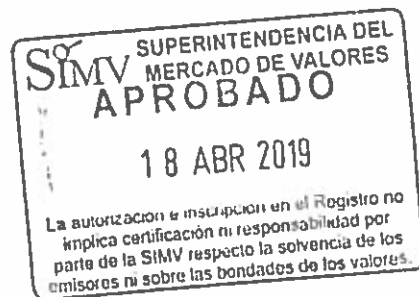 SIMV SUPERINTENDENCIA DEL
MERCADO DE VALORES
APROBADO
18 ABR 2019
La autorización e inscripción en el Registro no
implica certificación ni responsabilidad por
parte de la SIMV respecto la solvencia de los
emisores ni sobre las bondades de los valores.